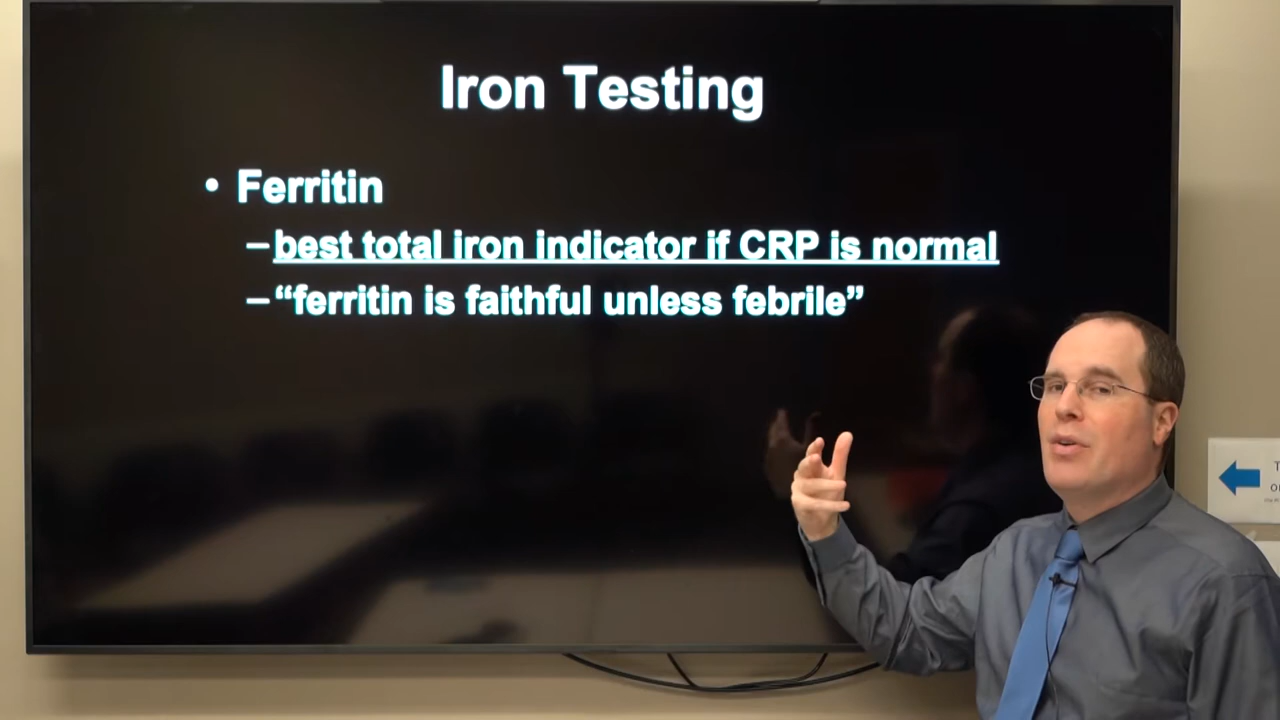 Iron Testing
• Ferritin
–best total iron indicator if CRP is normal
–“ferritin is faithful unless febrile”